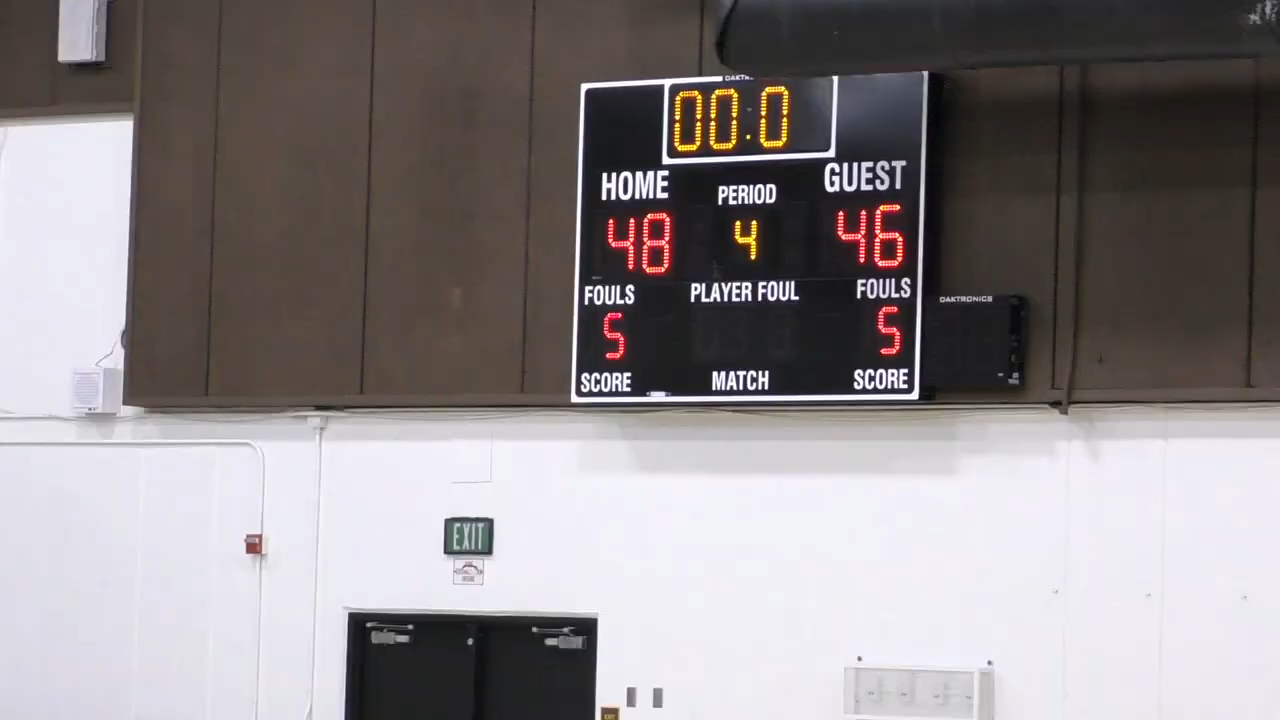 00:0
HOME PERIOD GUEST
48 4 46
FOULS PLAYER FOUL FOULS
5 5
SCORE MATCH SCORE
DAKTRONICS
EXIT